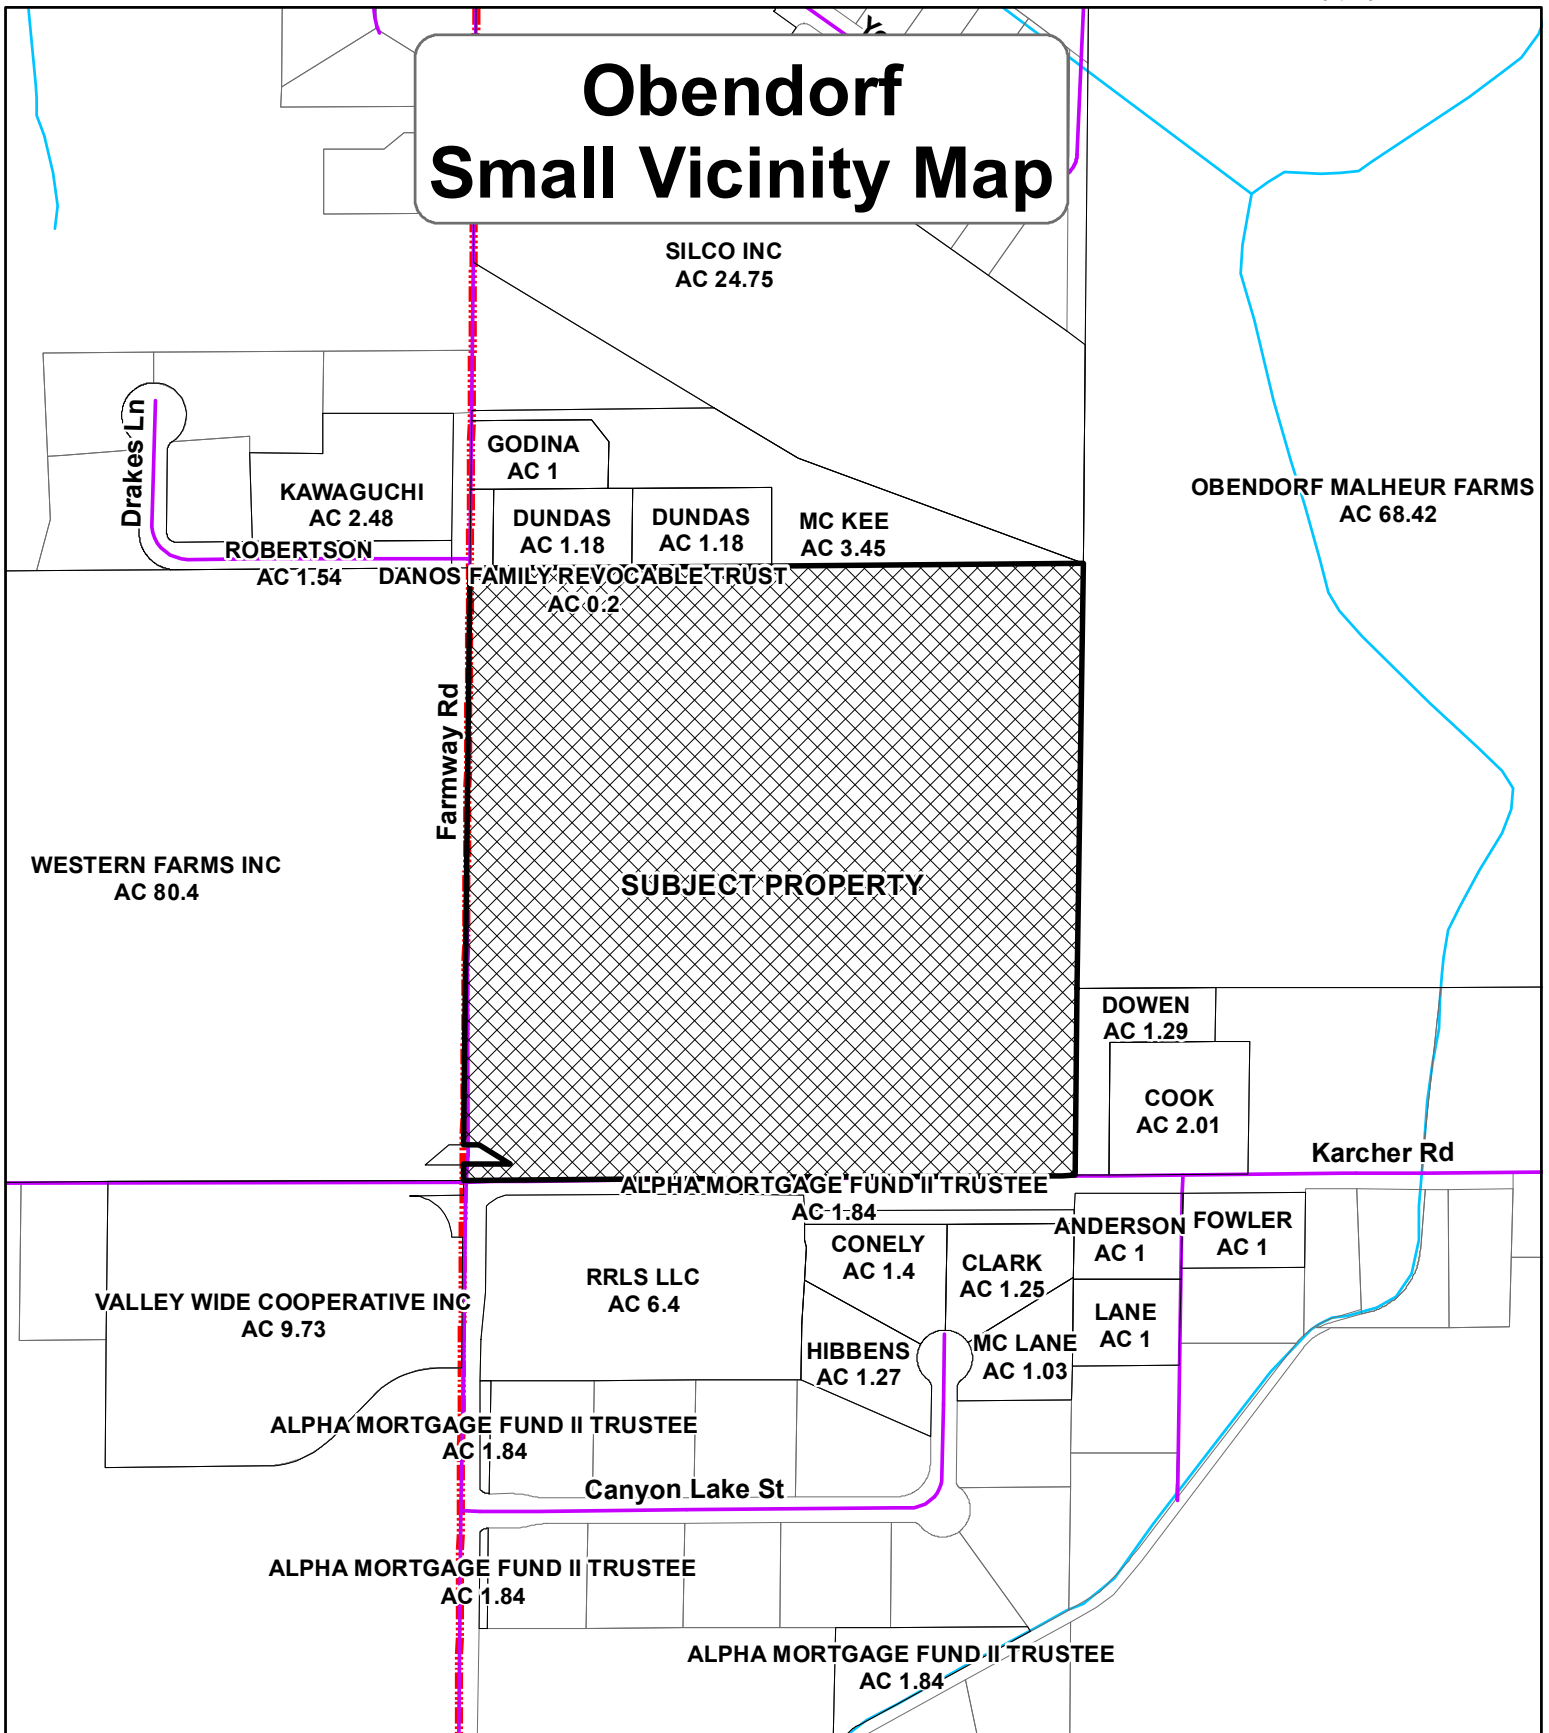 Obendorf
Small Vicinity Map
SILCO INC
AC 24.75
Drakes Ln
GODINA
AC 1
KAWAGUCHI
AC 2.48
DUNDAS
AC 1.18
DUNDAS
AC 1.18
MC KEE
AC 3.45
OBENDORF MALHEUR FARMS
AC 68.42
ROBERTSON
AC 1.54
DANOS FAMILY REVOCABLE TRUST
AC 0.2
Farmway Rd
WESTERN FARMS INC
AC 80.4
SUBJECT PROPERTY
DOWEN
AC 1.29
COOK
AC 2.01
Karcher Rd
ALPHA MORTGAGE FUND II TRUSTEE
AC 1.84
ANDERSON
AC 1
FOWLER
AC 1
CONELY
AC 1.4
CLARK
AC 1.25
RRLS LLC
AC 6.4
VALLEY WIDE COOPERATIVE INC
AC 9.73
LANE
AC 1
HIBBENS
AC 1.27
MC LANE
AC 1.03
ALPHA MORTGAGE FUND II TRUSTEE
AC 1.84
Canyon Lake St
ALPHA MORTGAGE FUND II TRUSTEE
AC 1.84
ALPHA MORTGAGE FUND II TRUSTEE
AC 1.84